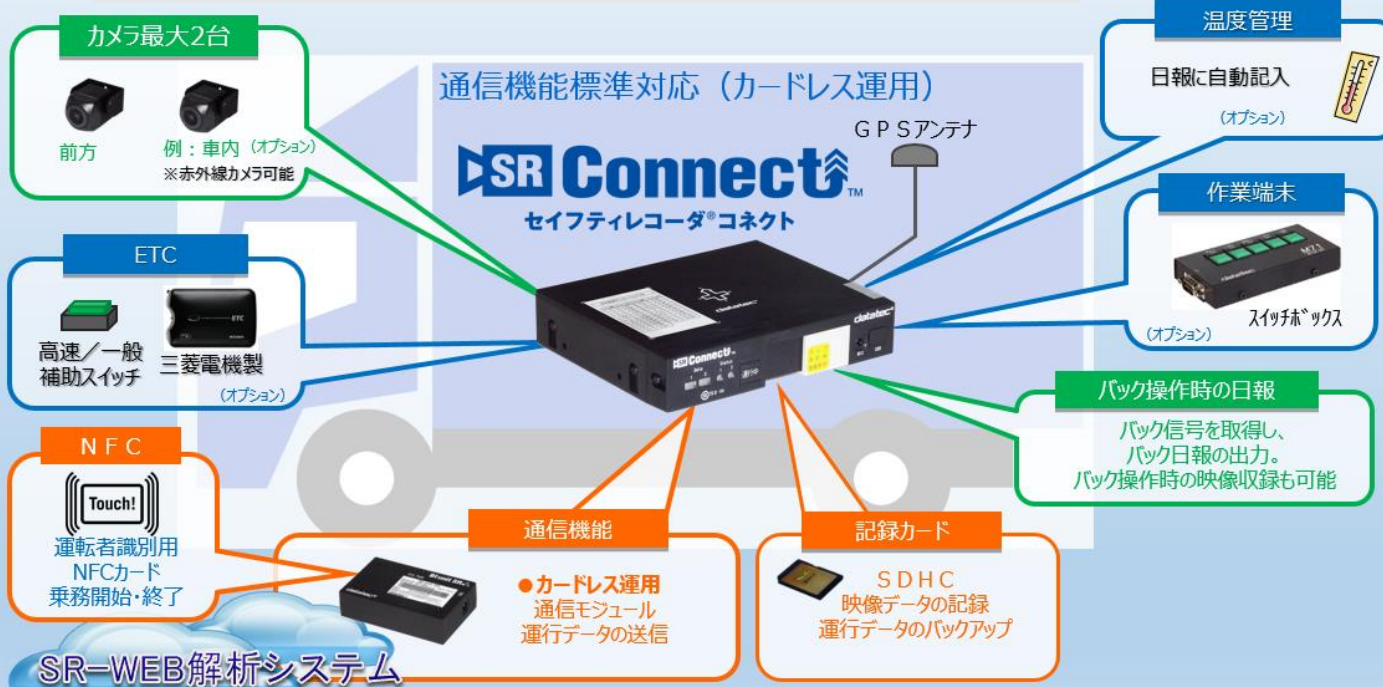 カメラ最大2台
前方
例：車内（オプション）
※赤外線カメラ可能
通信機能標準対応（カードレス運用）
SR Connect™
セイフティレコーダ®コネクト
GPSアンテナ
温度管理
日報に自動記入
（オプション）
作業端末
M71
スイッチボックス
（オプション）
ETC
ETC
高速／一般
補助スイッチ
三菱電機製
（オプション）
datatec
datatec
SR Connect
バック操作時の日報
バック信号を取得し、
バック日報の出力。
バック操作時の映像収録も可能
NFC
Touch!
運転者識別用
NFCカード
乗務開始・終了
通信機能
●カードレス運用
通信モジュール
運行データの送信
記録カード
SDHC
映像データの記録
運行データのバックアップ
SR-WEB解析システム